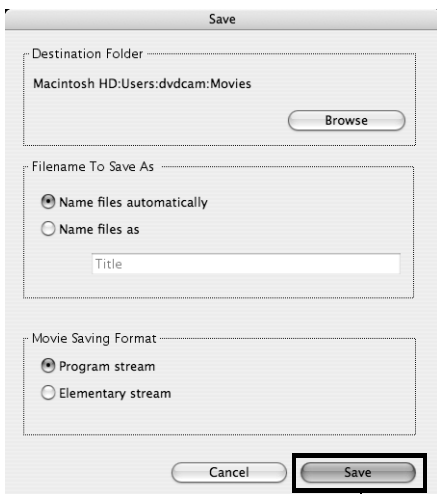 Save
Destination Folder
Macintosh HD:Users:dvdcam:Movies
Browse
Filename To Save As
Name files automatically
Name files as
Title
Movie Saving Format
Program stream
Elementary stream
Cancel
Save